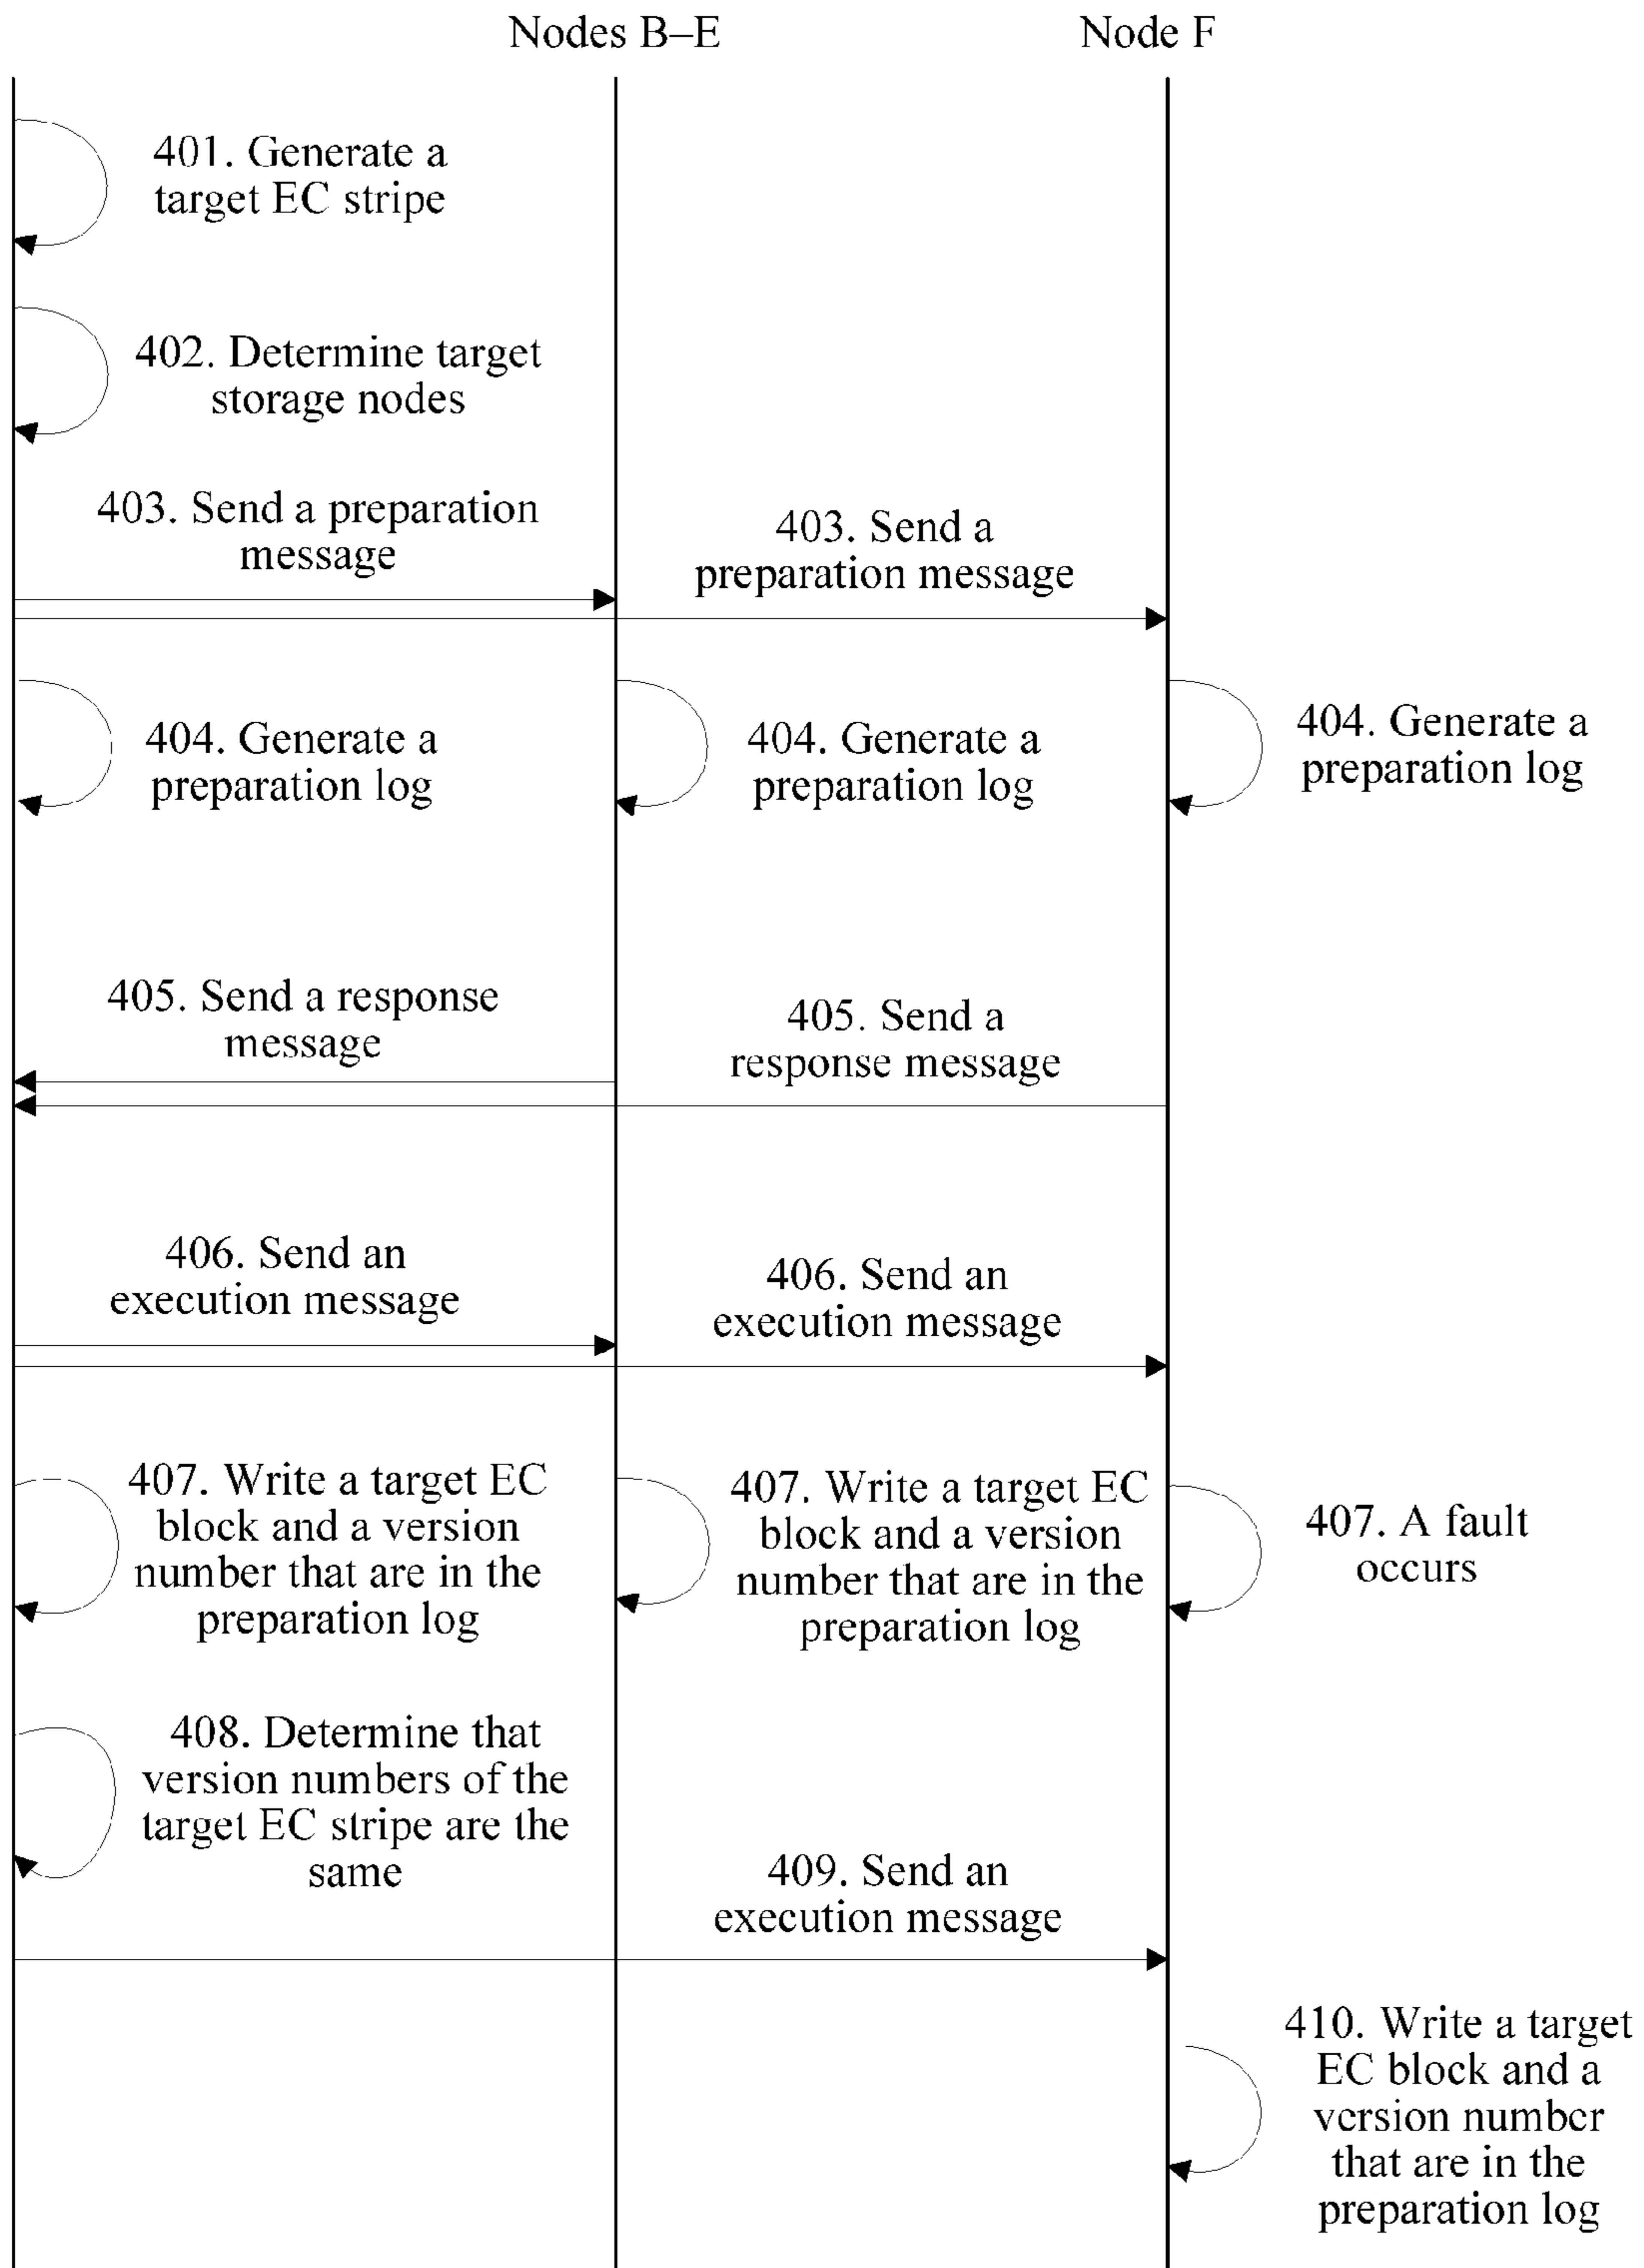 Nodes B–E
Node F
401. Generate a
target EC stripe
402. Determine target
storage nodes
403. Send a preparation
message
403. Send a
preparation message
404. Generate a
preparation log
404. Generate a
preparation log
404. Generate a
preparation log
405. Send a response
message
405. Send a
response message
406. Send an
execution message
406. Send an
execution message
407. Write a target EC
block and a version
number that are in the
preparation log
407. Write a target EC
block and a version
number that are in the
preparation log
407. A fault
occurs
408. Determine that
version numbers of the
target EC stripe are the
same
409. Send an
execution message
410. Write a target
EC block and a
version number
that are in the
preparation log